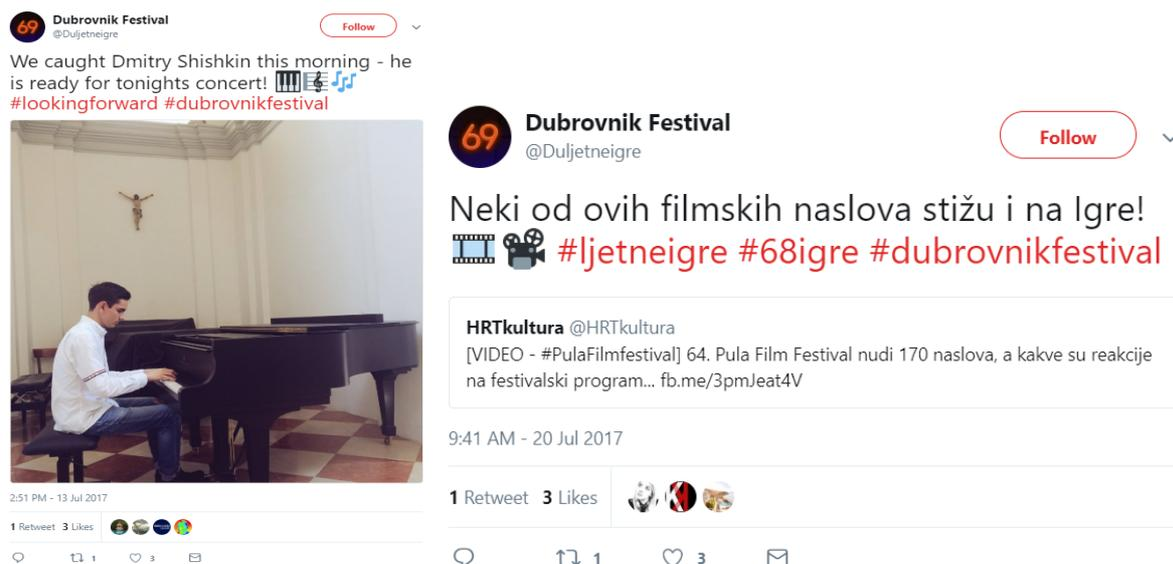 69
Dubrovnik Festival
@Duljetneigre
Follow
We caught Dmitry Shishkin this morning - he
is ready for tonights concert!
#lookingforward #dubrovnikfestival
2:51 PM - 13 Jul 2017
1 Retweet 3 Likes
1 3
69
Dubrovnik Festival
@Duljetneigre
Follow
Neki od ovih filmskih naslova stižu i na Igre!
#ljetneigre #68igre #dubrovnikfestival
HRTkultura @HRTkultura
[VIDEO - #PulaFilmfestival] 64. Pula Film Festival nudi 170 naslova, a kakve su reakcije
na festivalski program... fb.me/3pmJeat4V
9:41 AM - 20 Jul 2017
1 Retweet 3 Likes
1 3